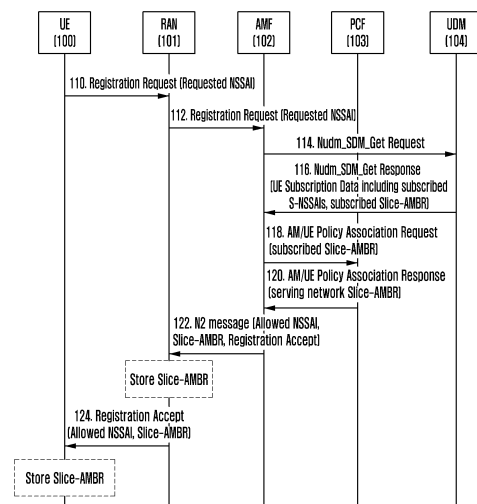 UE
(100)
RAN
(101)
AMF
(102)
PCF
(103)
UDM
(104)
110. Registration Request (Requested NSSAI)
112. Registration Request (Requested NSSAI)
114. Nudm_SDM_Get Request
116. Nudm_SDM_Get Response
(UE Subscription Data including subscribed
S-NSSAIs, subscribed Slice-AMBR)
118. AM/UE Policy Association Request
(subscribed Slice-AMBR)
120. AM/UE Policy Association Response
(serving network Slice-AMBR)
122. N2 message (Allowed NSSAI,
Slice-AMBR, Registration Accept)
Store Slice-AMBR
124. Registration Accept
(Allowed NSSAI, Slice-AMBR)
Store Slice-AMBR